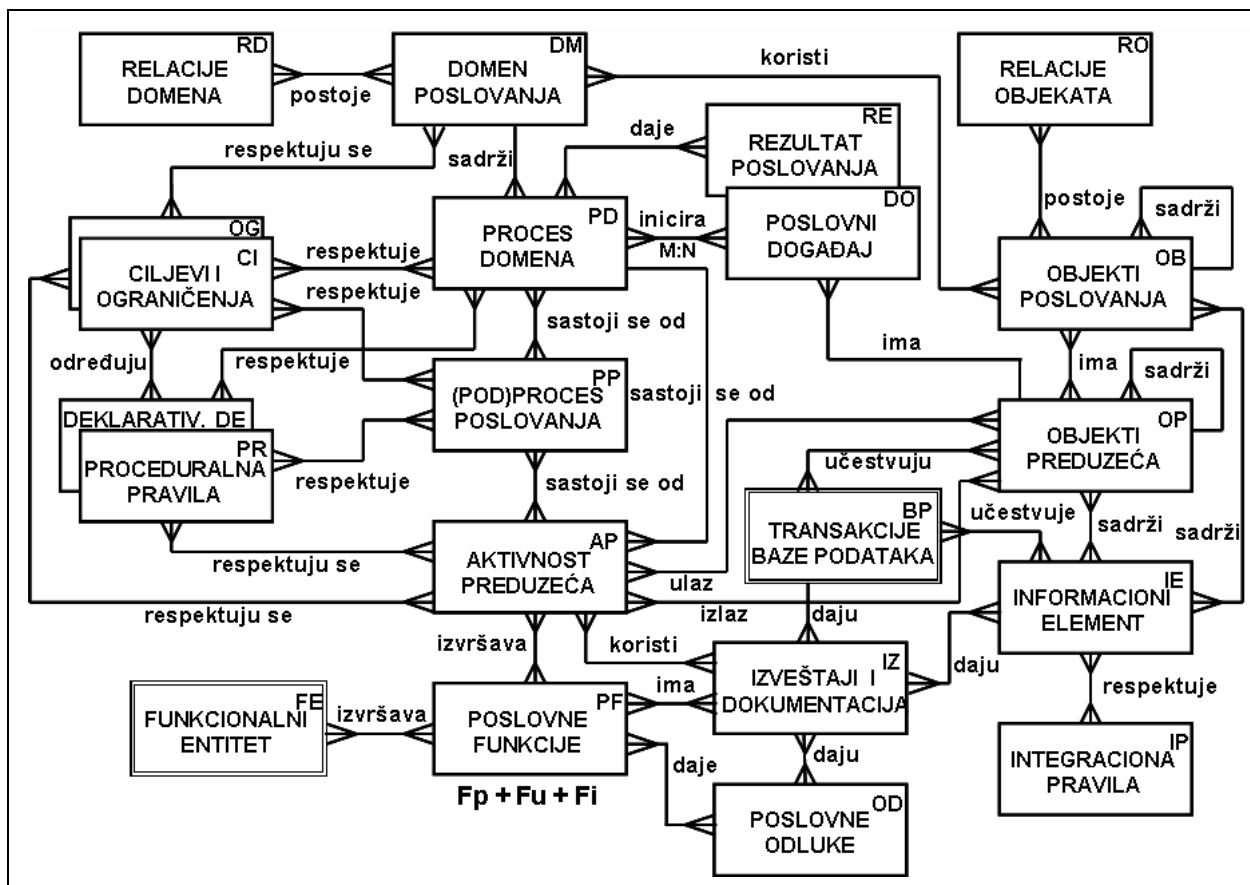 RD
RELACIJE
DOMENA
postoje
DM
DOMEN
POSLOVANJA
koristi
RO
RELACIJE
OBJEKATA
respektuju se
sadrži
daje
RE
REZULTAT
POSLOVANJA
postoje
sadrži
OG
CI
CILJEVI I
OGRANIČENJA
respektuje
respektuje
PD
PROCES
DOMENA
inicira
M:N
DO
POSLOVNI
DOGAĐAJ
OB
OBJEKTI
POSLOVANJA
određuju
respektuje
sastoji se od
ima
ima
sadrži
DEKLARATIV. DE
PR
PROCEDURALNA
PRAVILA
respektuje
PP
(POD)PROCES
POSLOVANJA
sastoji se od
OP
OBJEKTI
PREDUZEĆA
učestvuju
sastoji se od
BP
TRANSAKCIJE
BAZE PODATAKA
učestvuje
sadrži
sadrži
respektuju se
AP
AKTIVNOST
PREDUZEĆA
ulaz
izlaz
IE
INFORMACIONI
ELEMENT
respektuju se
izvršava
koristi
daju
daju
respektuje
FE
FUNKCIONALNI
ENTITET
izvršava
PF
POSLOVNE
FUNKCIJE
Fp + Fu + Fi
ima
IZ
IZVEŠTAJI I
DOKUMENTACIJA
daje
daju
OD
POSLOVNE
ODLUKE
IP
INTEGRACIONA
PRAVILA